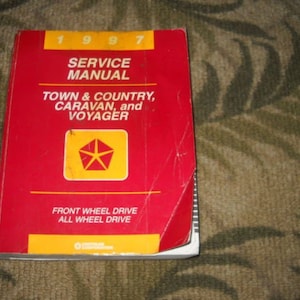 1997
SERVICE
MANUAL
TOWN & COUNTRY,
CARAVAN, and
VOYAGER
FRONT WHEEL DRIVE
ALL WHEEL DRIVE